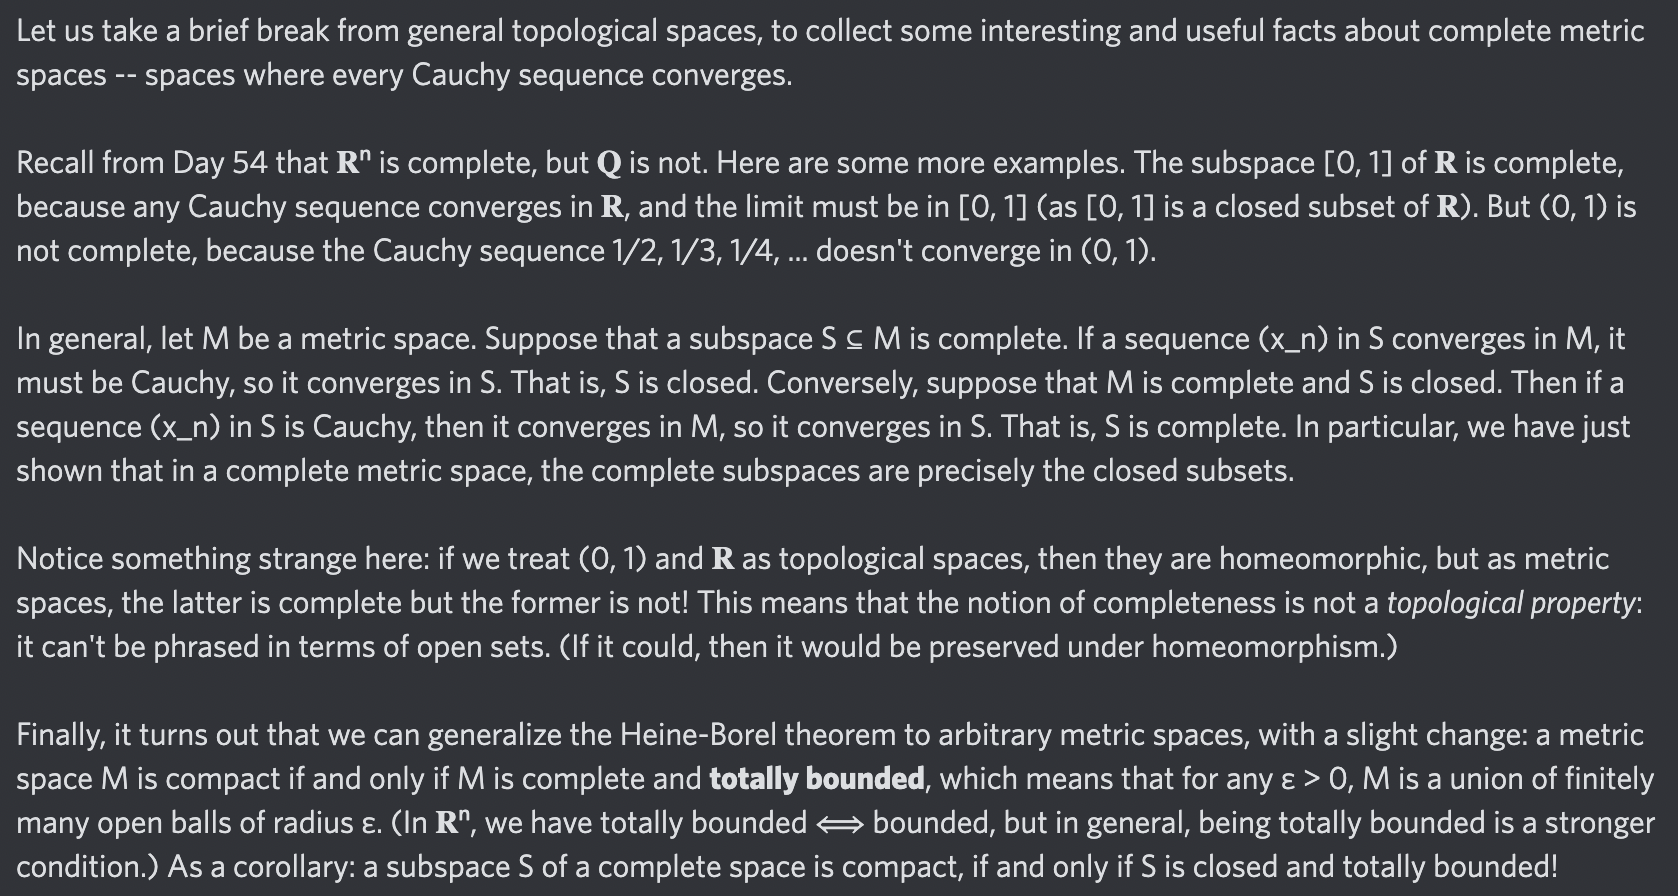 Let us take a brief break from general topological spaces, to collect some interesting and useful facts about complete metric
spaces -- spaces where every Cauchy sequence converges.
Recall from Day 54 that 𝐑ⁿ is complete, but 𝐐 is not. Here are some more examples. The subspace [0, 1] of 𝐑 is complete,
because any Cauchy sequence converges in 𝐑, and the limit must be in [0, 1] (as [0, 1] is a closed subset of 𝐑). But (0, 1) is
not complete, because the Cauchy sequence 1/2, 1/3, 1/4, ... doesn't converge in (0, 1).
In general, let M be a metric space. Suppose that a subspace S ⊆ M is complete. If a sequence (x_n) in S converges in M, it
must be Cauchy, so it converges in S. That is, S is closed. Conversely, suppose that M is complete and S is closed. Then if a
sequence (x_n) in S is Cauchy, then it converges in M, so it converges in S. That is, S is complete. In particular, we have just
shown that in a complete metric space, the complete subspaces are precisely the closed subsets.
Notice something strange here: if we treat (0, 1) and 𝐑 as topological spaces, then they are homeomorphic, but as metric
spaces, the latter is complete but the former is not! This means that the notion of completeness is not a topological property:
it can't be phrased in terms of open sets. (If it could, then it would be preserved under homeomorphism.)
Finally, it turns out that we can generalize the Heine-Borel theorem to arbitrary metric spaces, with a slight change: a metric
space M is compact if and only if M is complete and totally bounded, which means that for any ε > 0, M is a union of finitely
many open balls of radius ε. (In 𝐑ⁿ, we have totally bounded ⟺ bounded, but in general, being totally bounded is a stronger
condition.) As a corollary: a subspace S of a complete space is compact, if and only if S is closed and totally bounded!